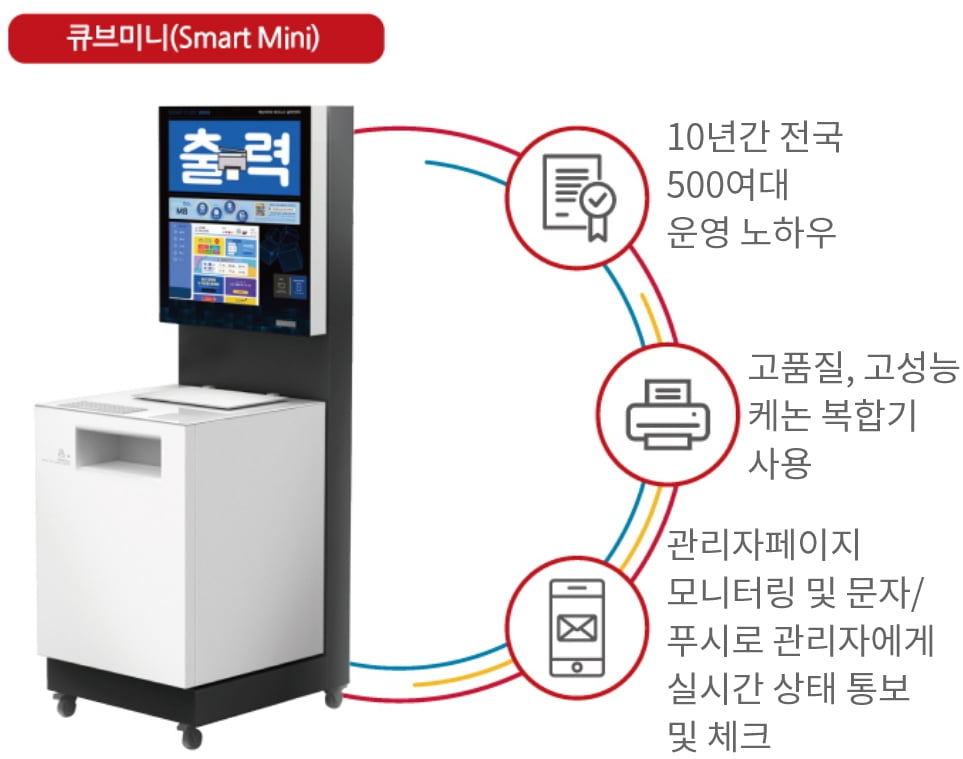 큐브미니(Smart Mini)
출력
10년간 전국
500여대
운영 노하우
고품질, 고성능
케논 복합기
사용
관리자페이지
모니터링 및 문자/
푸시로 관리자에게
실시간 상태 통보
및 체크